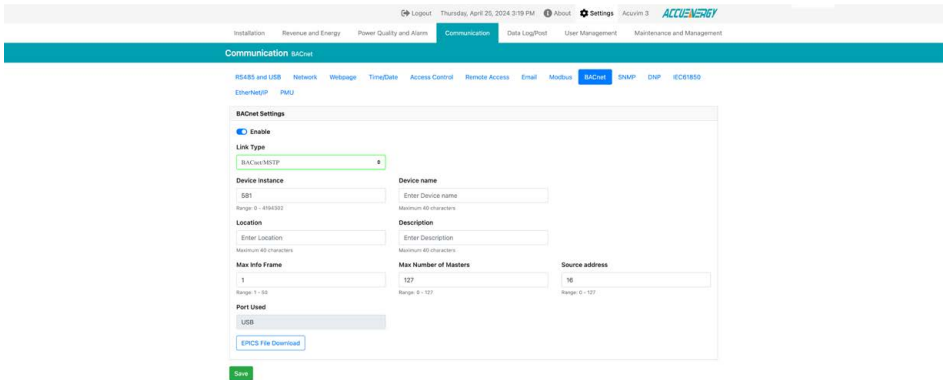 Logout Thursday, April 25, 2024 3:19 PM About Settings Acuvim 3 ACCUENERGY
Installation Revenue and Energy Power Quality and Alarm Communication Data Log/Post User Management Maintenance and Management
Communication BACnet
RS485 and USB Network Webpage Time/Date Access Control Remote Access Email Modbus BACnet SNMP DNP IEC61850
EtherNet/IP PMU
BACnet Settings
Enable
Link Type
BACnet/MSTP
Device Instance Device name
581 Enter Device name
Range: 0 - 4194302 Maximum 40 characters
Location Description
Enter Location Enter Description
Maximum 40 characters Maximum 40 characters
Max Info Frame Max Number of Masters Source address
1 127 16
Range: 0 - 127 Range: 0 - 127
Port Used
USB
EPICS File Download
Save